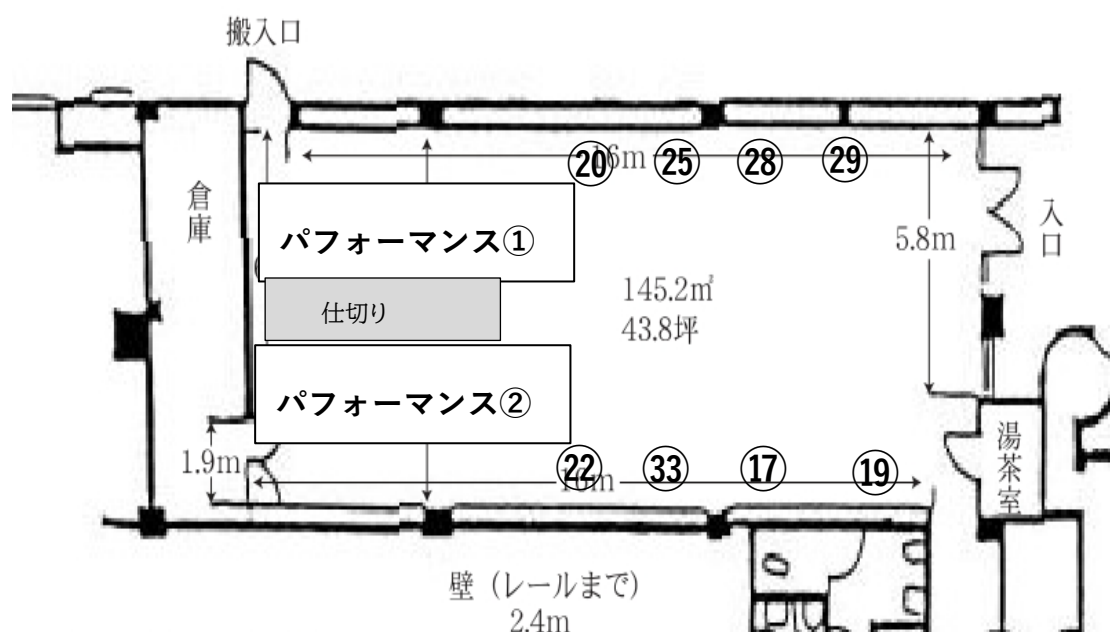 搬入口
16m
⑳
㉕
㉘
㉙
倉庫
パフォーマンス①
5.8m
入口
仕切り
145.2㎡
43.8坪
パフォーマンス②
1.9m
16m
㉒
㉝
⑰
⑲
湯茶室
壁（レールまで）
2.4m